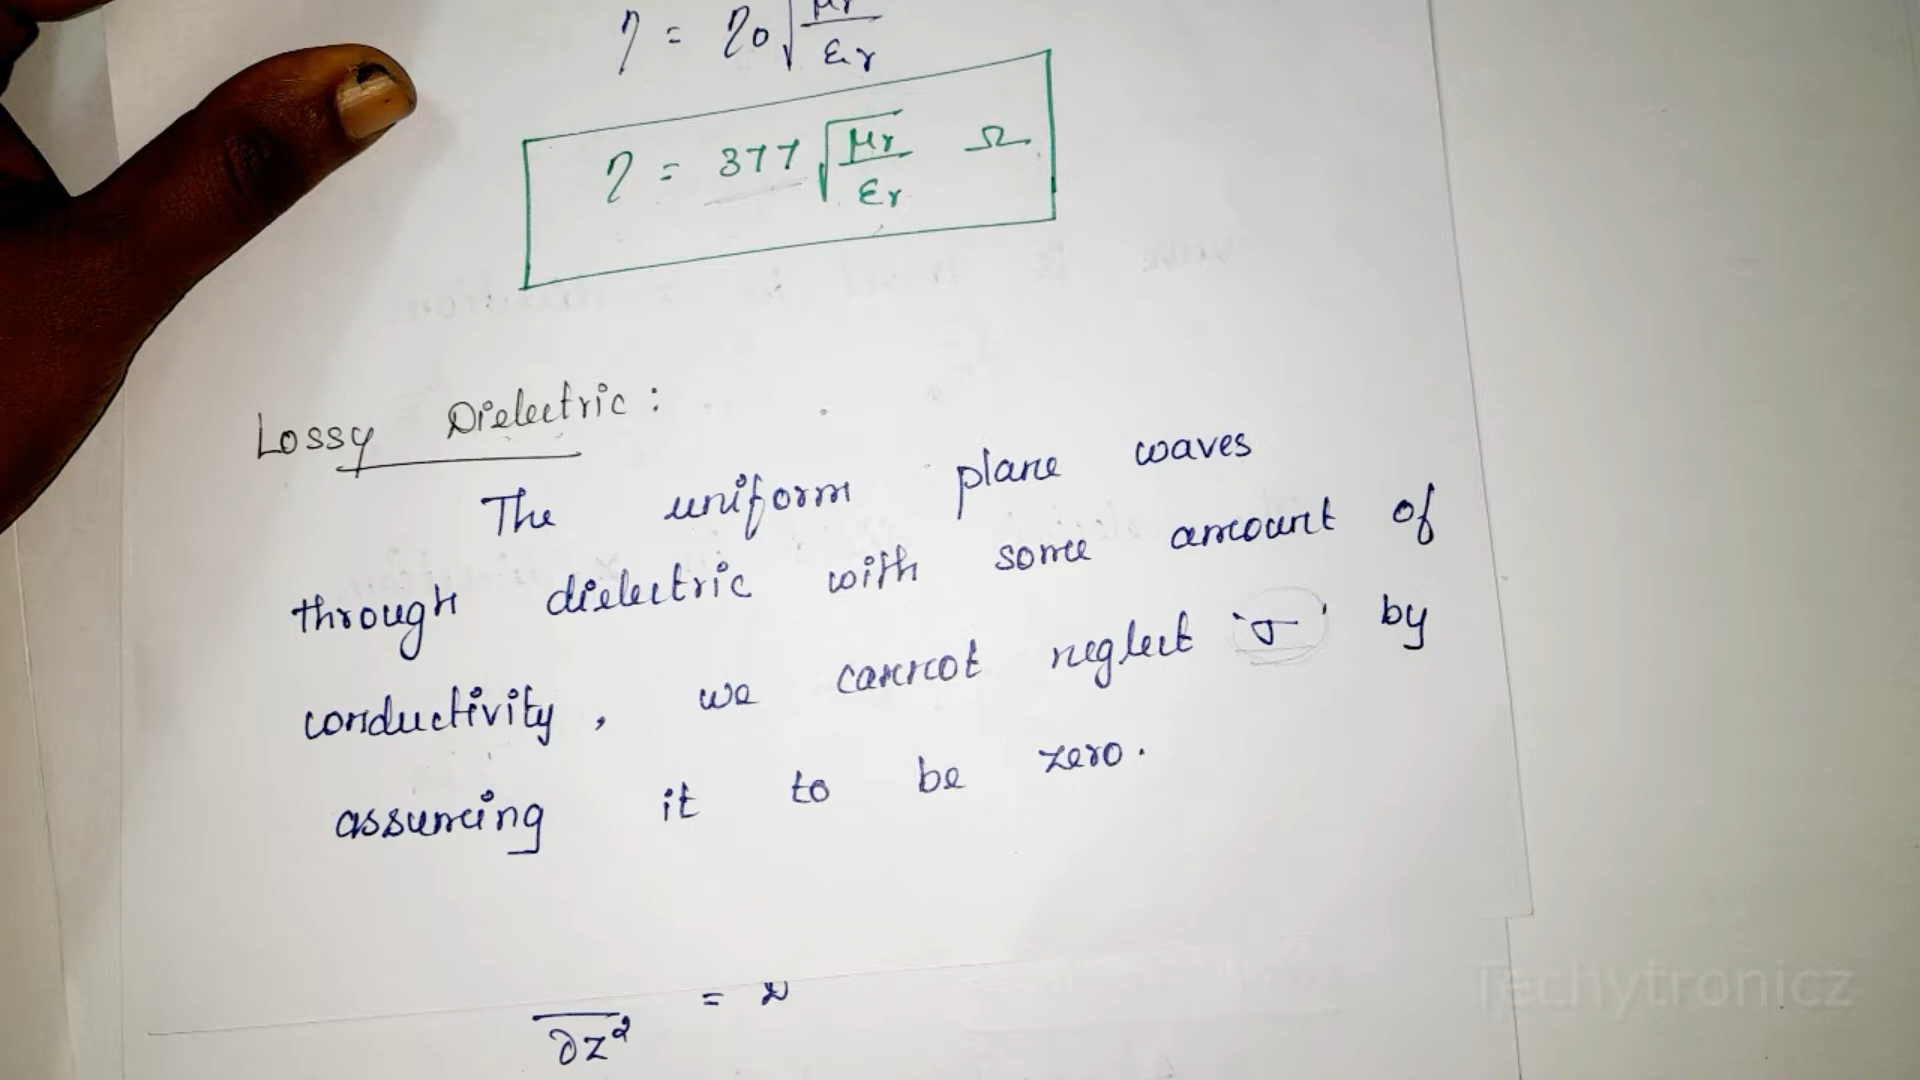 η = η0 √μr/εr
η = 377 √μr/εr Ω
Lossy Dielectric :
The uniform plane waves
through dielectric with some amount of
conductivity, we cannot neglect 'σ' by
assuming it to be zero.
=
∂z²
Techytronicz